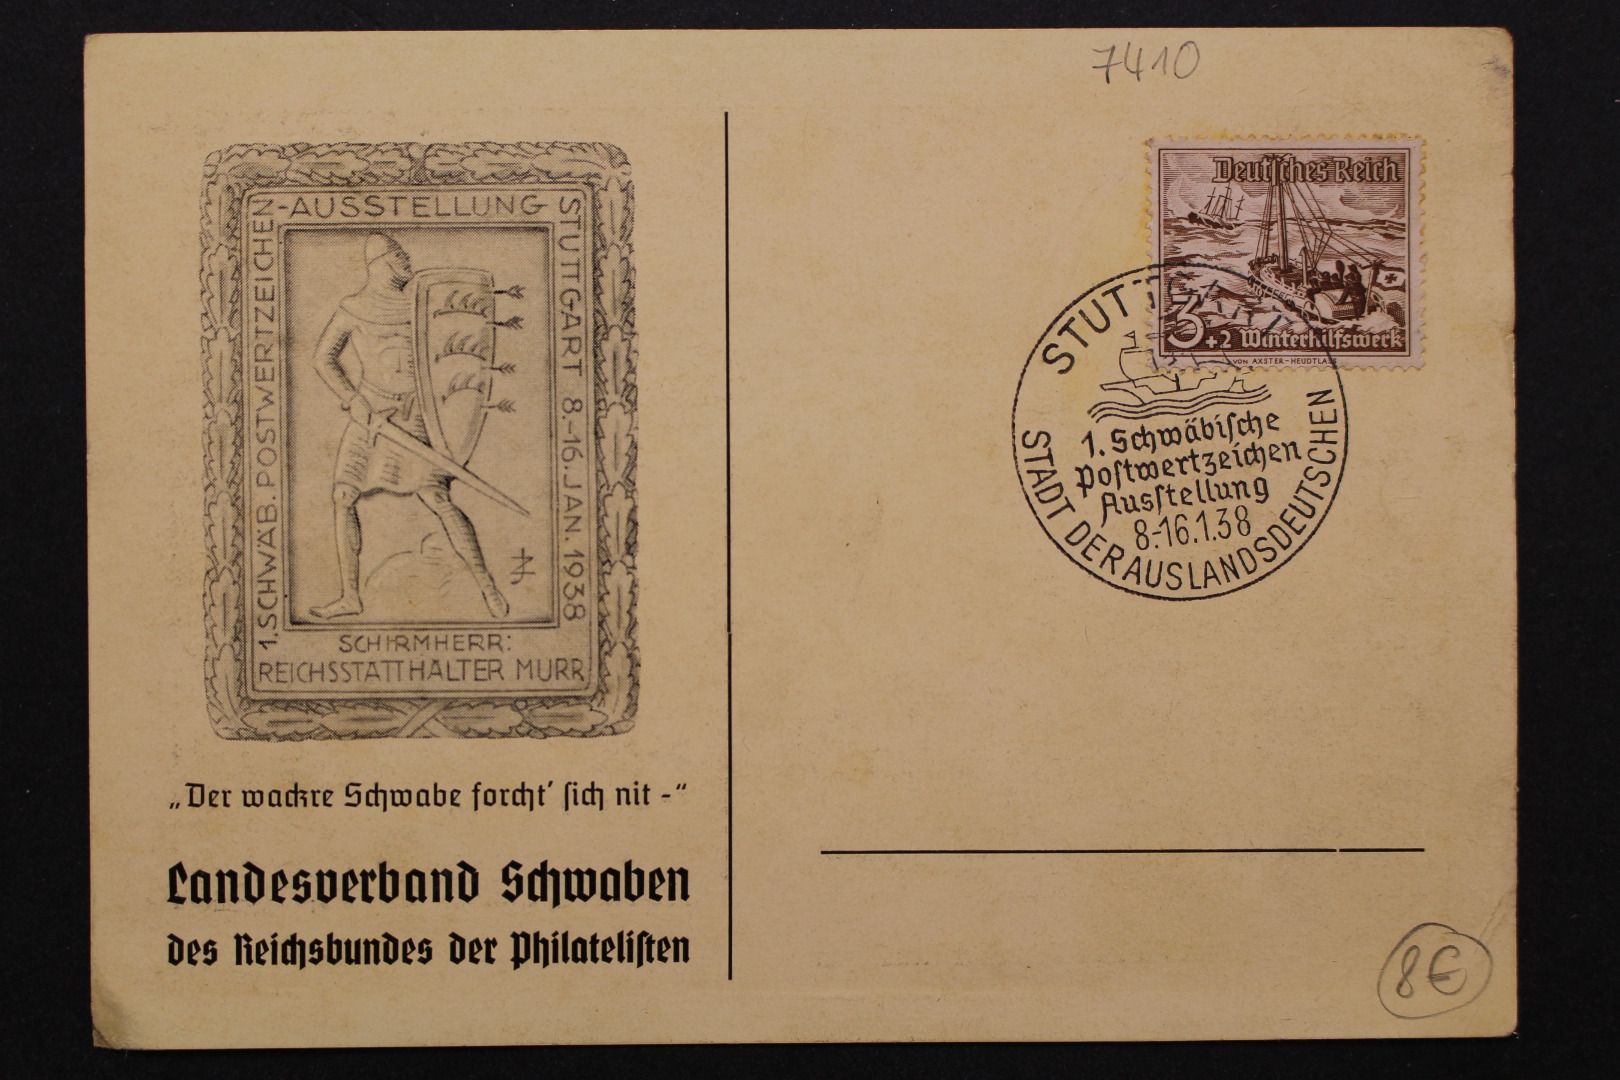 7410
1. SCHWÄB. POSTWERTZEICHEN
-AUSSTELLUNG
STUTTGART 8.-16. JAN. 1938
SCHIRMHERR:
REICHSSTATTHALTER MURR
„Der wackre Schwabe forcht' sich nit -“
Landesverband Schwaben
des Reichsbundes der Philatelisten
Deutsches Reich
3+2 Winterhilfswerk
VON AXSTER-HEUDTLASS
STUTTGART
1. Schwäbische
Postwertzeichen
Ausstellung
8.-16.1.38
STADT DER AUSLANDSDEUTSCHEN
8€